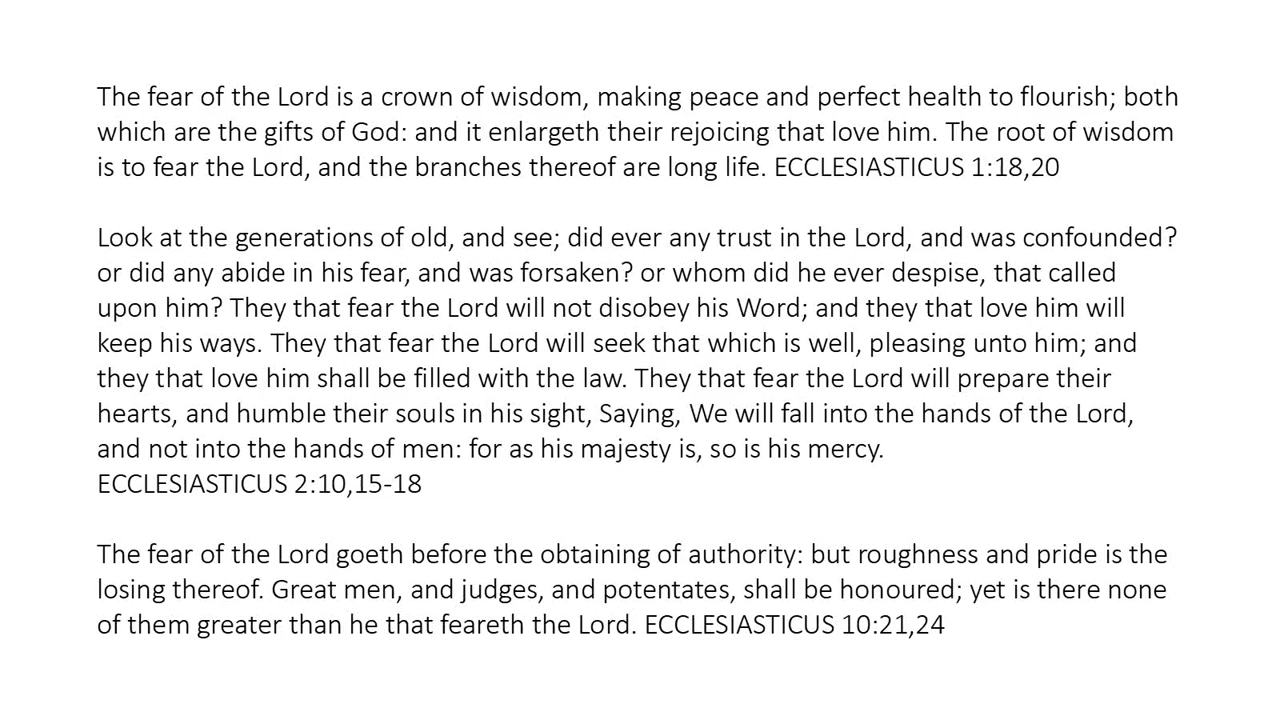 The fear of the Lord is a crown of wisdom, making peace and perfect health to flourish; both
which are the gifts of God: and it enlargeth their rejoicing that love him. The root of wisdom
is to fear the Lord, and the branches thereof are long life. ECCLESIASTICUS 1:18,20
Look at the generations of old, and see; did ever any trust in the Lord, and was confounded?
or did any abide in his fear, and was forsaken? or whom did he ever despise, that called
upon him? They that fear the Lord will not disobey his Word; and they that love him will
keep his ways. They that fear the Lord will seek that which is well, pleasing unto him; and
they that love him shall be filled with the law. They that fear the Lord will prepare their
hearts, and humble their souls in his sight, Saying, We will fall into the hands of the Lord,
and not into the hands of men: for as his majesty is, so is his mercy.
ECCLESIASTICUS 2:10,15-18
The fear of the Lord goeth before the obtaining of authority: but roughness and pride is the
losing thereof. Great men, and judges, and potentates, shall be honoured; yet is there none
of them greater than he that feareth the Lord. ECCLESIASTICUS 10:21,24